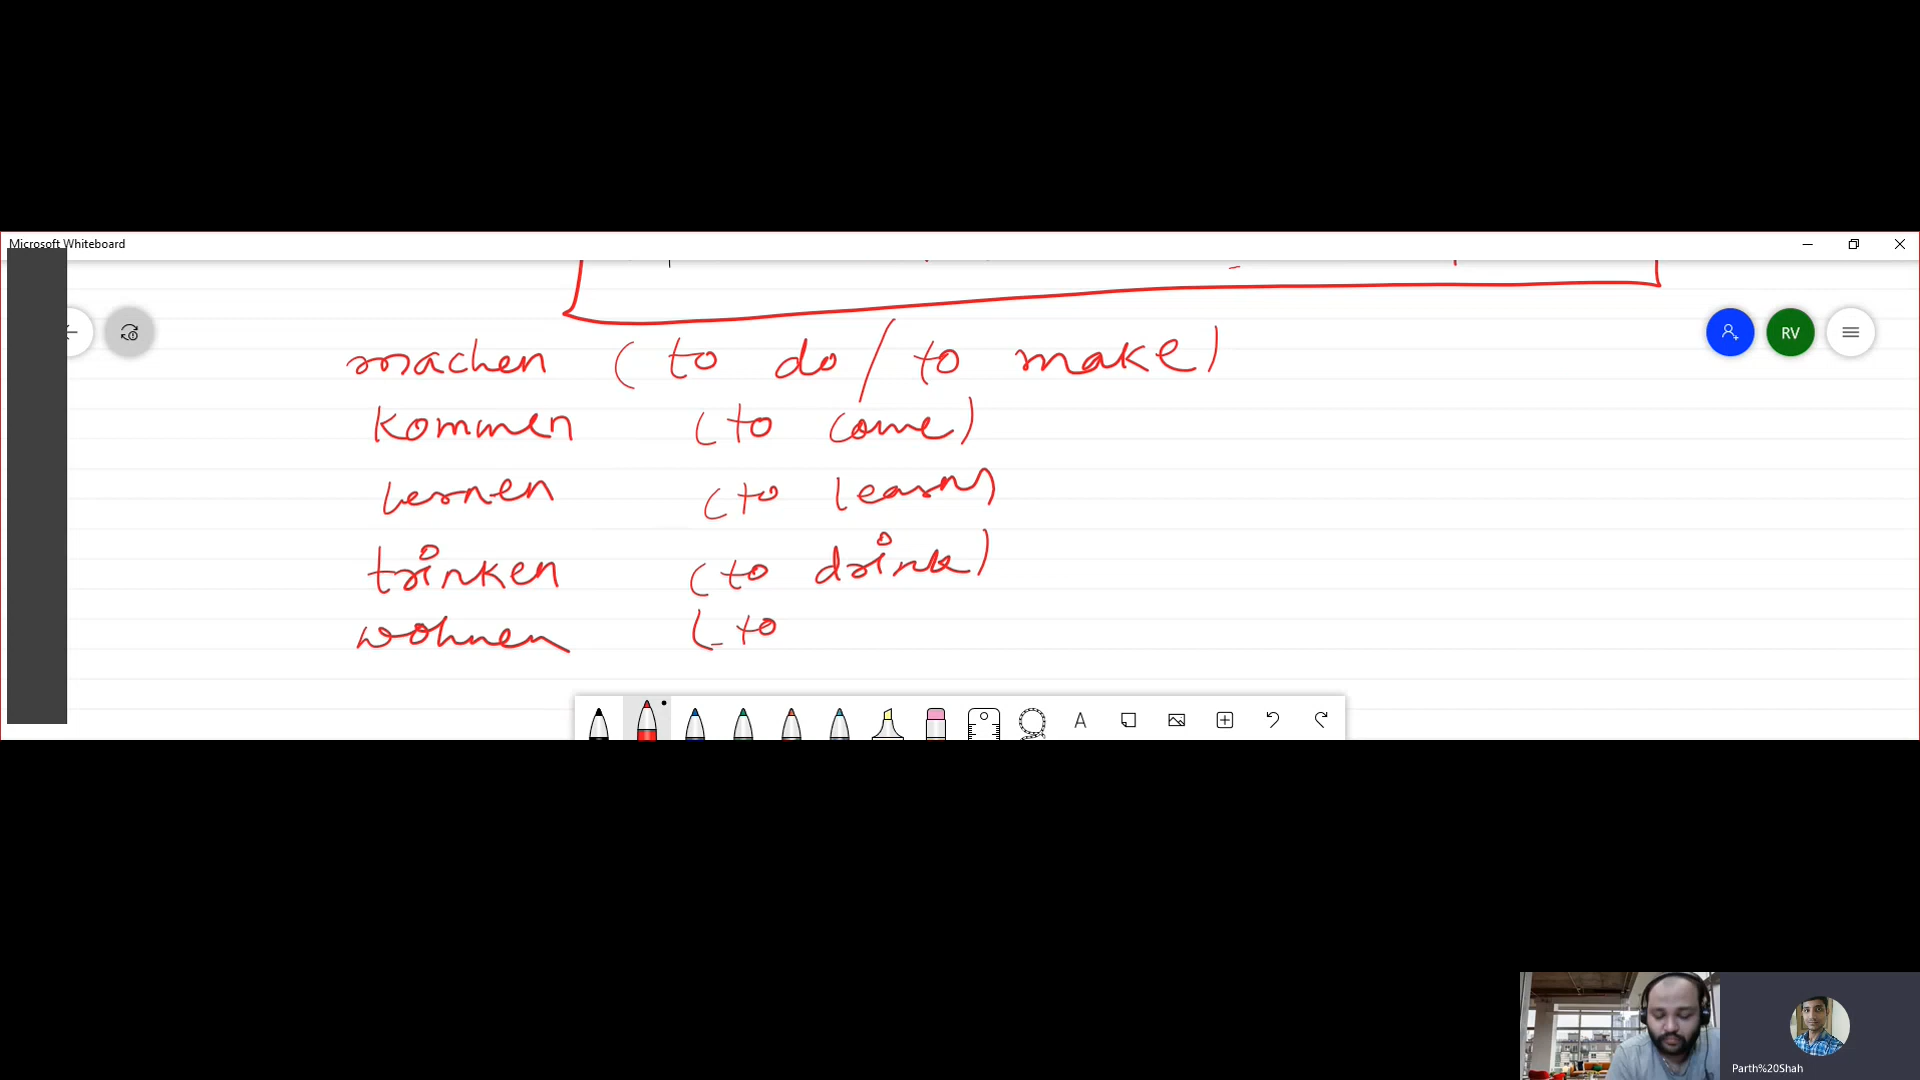 Microsoft Whiteboard
RV
machen ( to do / to make)
kommen (to come)
lernen (to learn)
trinken (to drink)
wohnen (to
A
Parth%20Shah